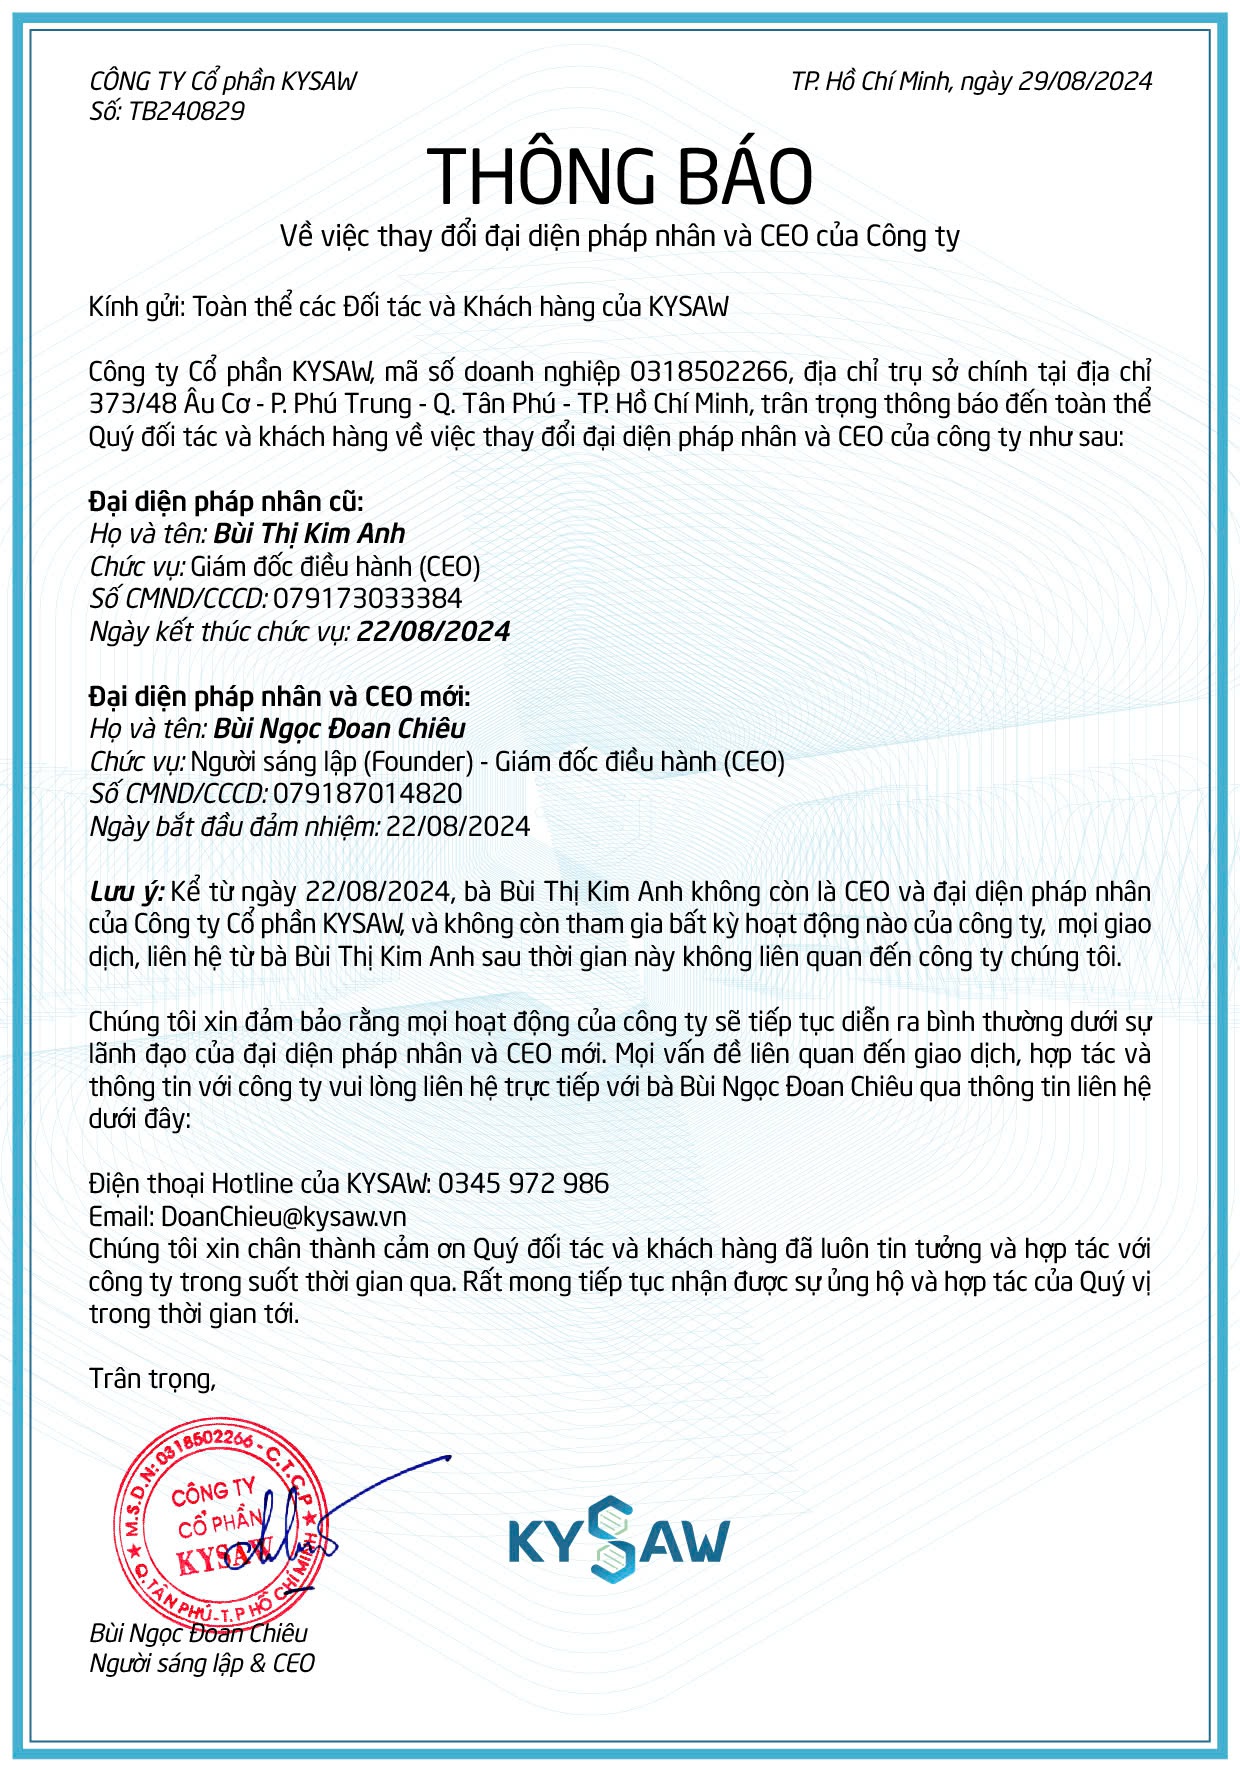 CÔNG TY Cổ phần KYSAW
TP. Hồ Chí Minh, ngày 29/08/2024
Số: TB240829
THÔNG BÁO
Về việc thay đổi đại diện pháp nhân và CEO của Công ty
Kính gửi: Toàn thể các Đối tác và Khách hàng của KYSAW
Công ty Cổ phần KYSAW, mã số doanh nghiệp 0318502266, địa chỉ trụ sở chính tại địa chỉ
373/48 Âu Cơ - P. Phú Trung - Q. Tân Phú - TP. Hồ Chí Minh, trân trọng thông báo đến toàn thể
Quý đối tác và khách hàng về việc thay đổi đại diện pháp nhân và CEO của công ty như sau:
Đại diện pháp nhân cũ:
Họ và tên: Bùi Thị Kim Anh
Chức vụ: Giám đốc điều hành (CEO)
Số CMND/CCCD: 079173033384
Ngày kết thúc chức vụ: 22/08/2024
Đại diện pháp nhân và CEO mới:
Họ và tên: Bùi Ngọc Đoan Chiêu
Chức vụ: Người sáng lập (Founder) - Giám đốc điều hành (CEO)
Số CMND/CCCD: 079187014820
Ngày bắt đầu đảm nhiệm: 22/08/2024
Lưu ý: Kể từ ngày 22/08/2024, bà Bùi Thị Kim Anh không còn là CEO và đại diện pháp nhân
của Công ty Cổ phần KYSAW, và không còn tham gia bất kỳ hoạt động nào của công ty, mọi giao
dịch, liên hệ từ bà Bùi Thị Kim Anh sau thời gian này không liên quan đến công ty chúng tôi.
Chúng tôi xin đảm bảo rằng mọi hoạt động của công ty sẽ tiếp tục diễn ra bình thường dưới sự
lãnh đạo của đại diện pháp nhân và CEO mới. Mọi vấn đề liên quan đến giao dịch, hợp tác và
thông tin với công ty vui lòng liên hệ trực tiếp với bà Bùi Ngọc Đoan Chiêu qua thông tin liên hệ
dưới đây:
Điện thoại Hotline của KYSAW: 0345 972 986
Email: DoanChieu@kysaw.vn
Chúng tôi xin chân thành cảm ơn Quý đối tác và khách hàng đã luôn tin tưởng và hợp tác với
công ty trong suốt thời gian qua. Rất mong tiếp tục nhận được sự ủng hộ và hợp tác của Quý vị
trong thời gian tới.
Trân trọng,
M.S.D.N: 0318502266 - C.T.C.P
CÔNG TY
CỔ PHẦN
KYSAW
Q. TÂN PHÚ - T.P HỒ CHÍ MINH
KYSAW
Bùi Ngọc Đoan Chiêu
Người sáng lập & CEO